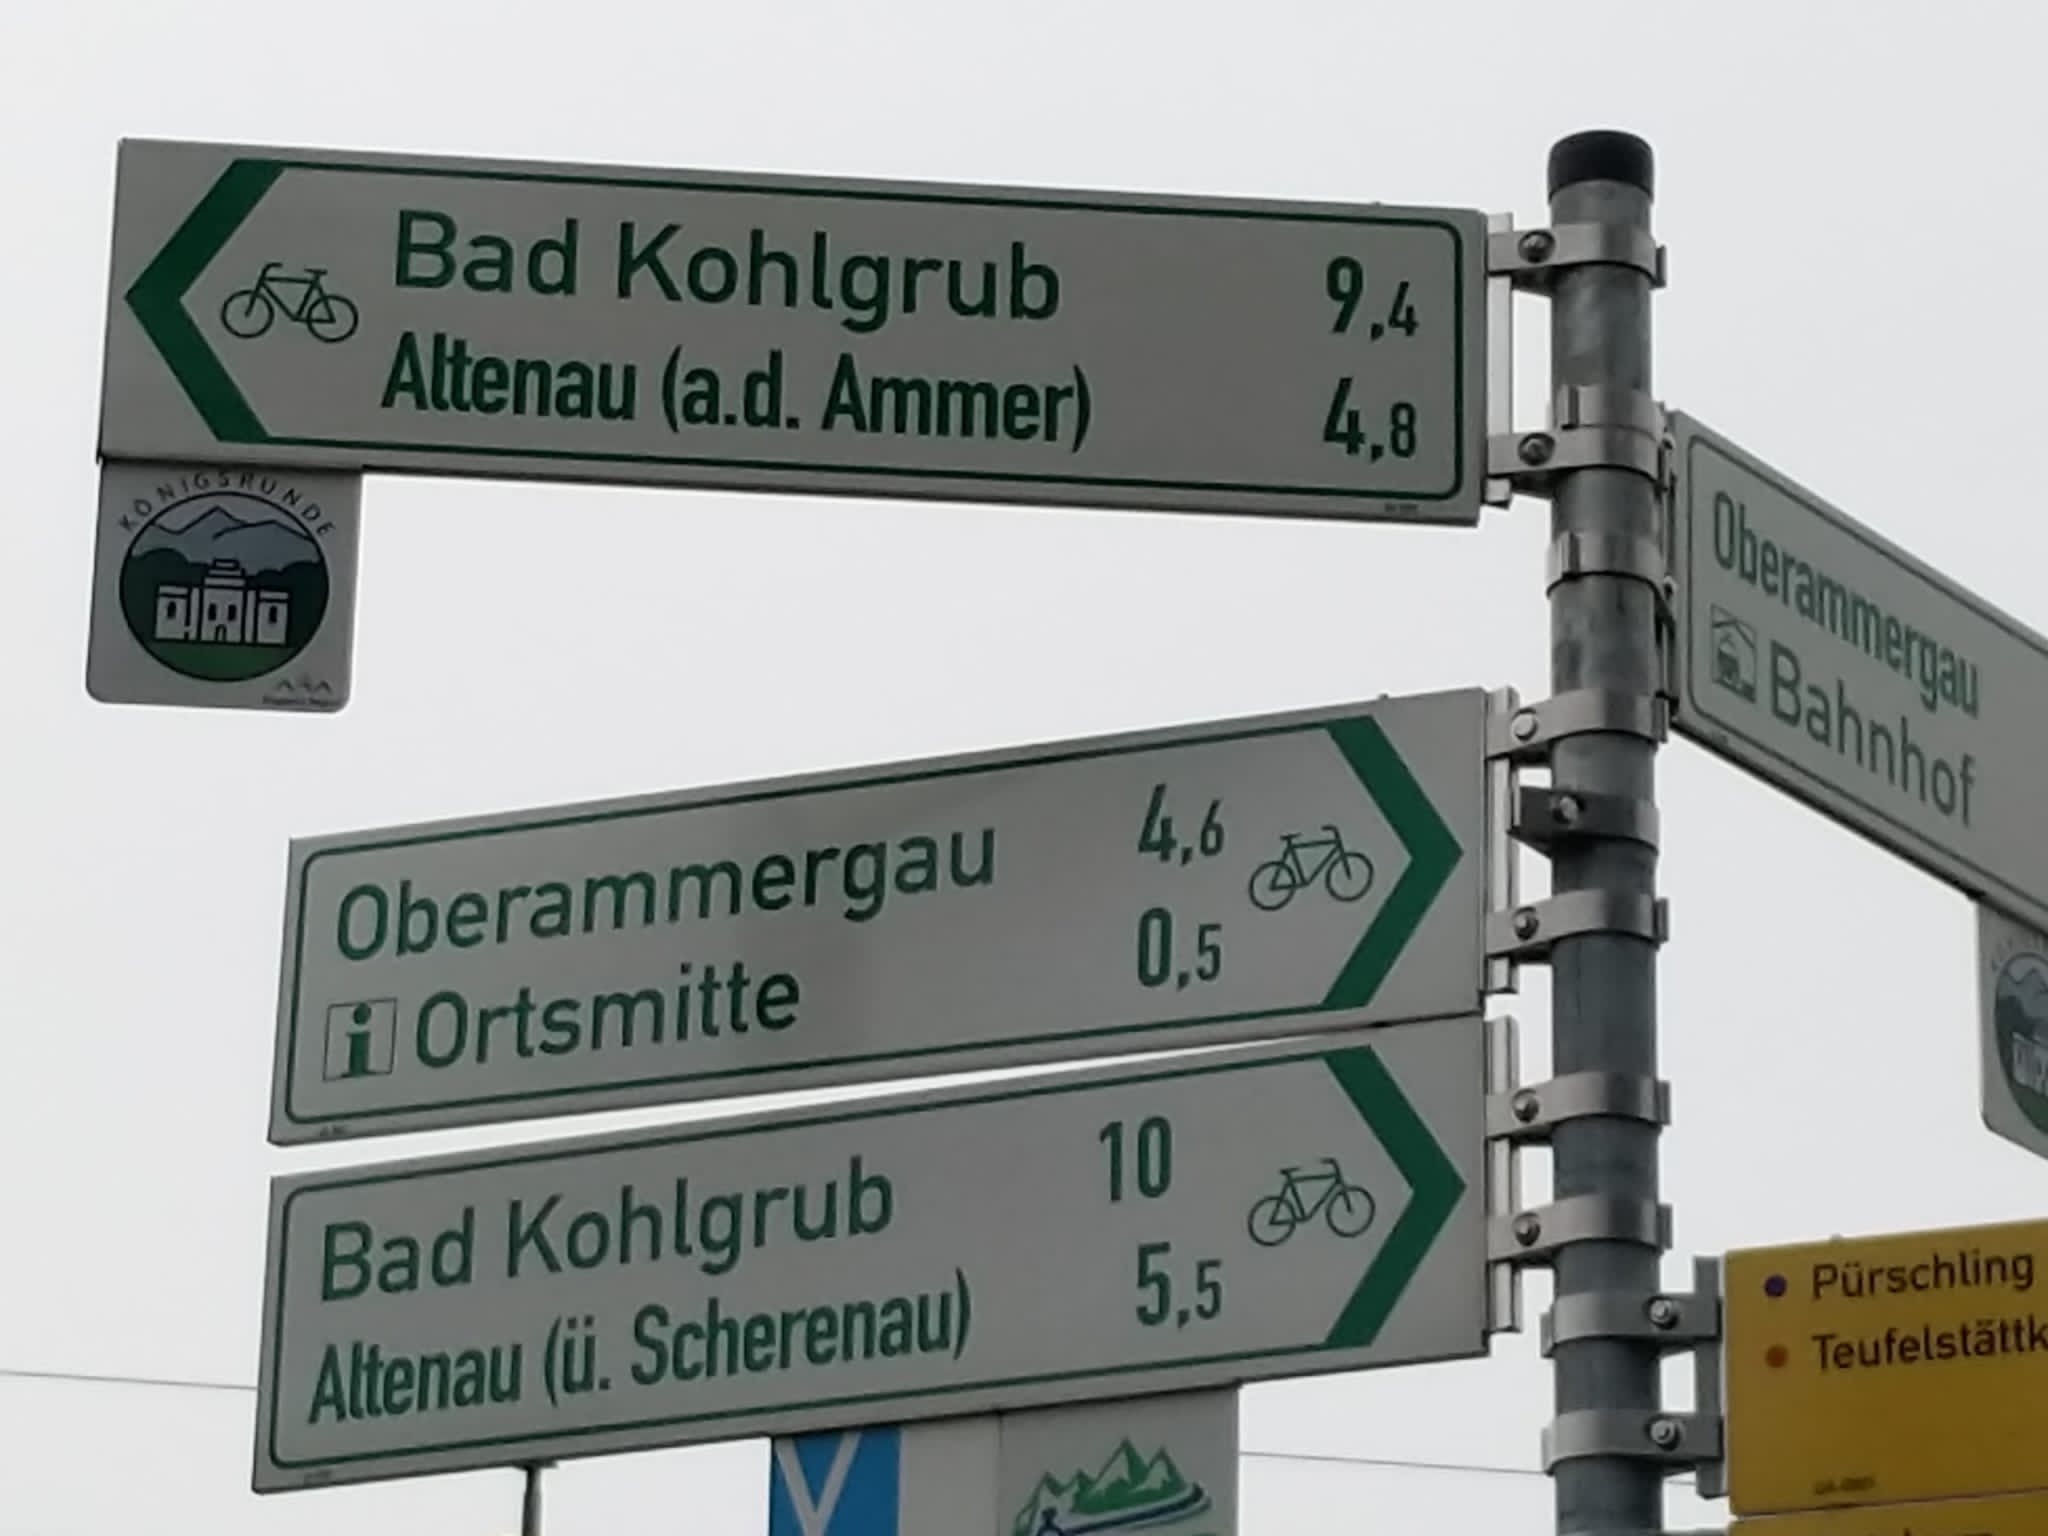 Bad Kohlgrub 9,4
Altenau (a.d. Ammer) 4,8
KÖNIGSRUNDE
Oberammergau
Bahnhof
Oberammergau 4,6
i Ortsmitte 0,5
Bad Kohlgrub 10
Altenau (ü. Scherenau) 5,5
Pürschling